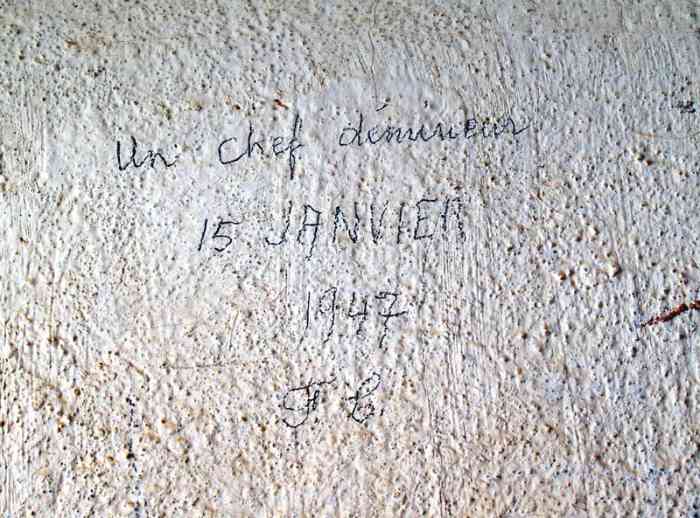 Un chef démineur
15 JANVIER
1947
F. C.